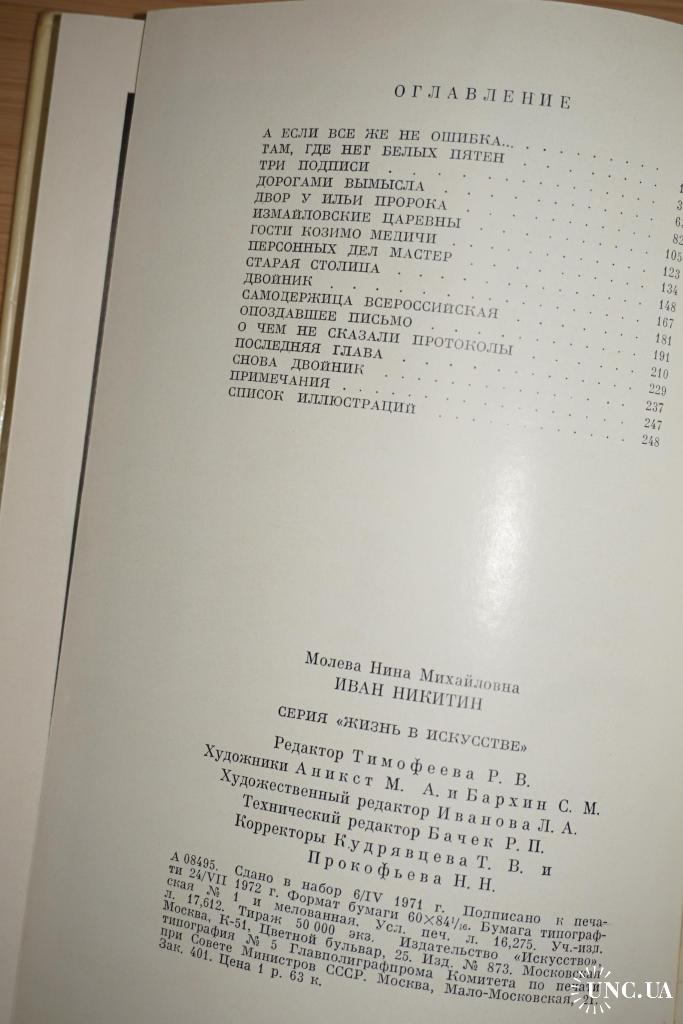 ОГЛАВЛЕНИЕ
А ЕСЛИ ВСЕ ЖЕ НЕ ОШИБКА...
ТАМ, ГДЕ НЕТ БЕЛЫХ ПЯТЕН
ТРИ ПОДПИСИ
ДОРОГАМИ ВЫМЫСЛА
ДВОР У ИЛЬИ ПРОРОКА 82
ИЗМАЙЛОВСКИЕ ЦАРЕВНЫ 105
ГОСТИ КОЗИМО МЕДИЧИ 123
ПЕРСОННЫХ ДЕЛ МАСТЕР 134
СТАРАЯ СТОЛИЦА 148
ДВОЙНИК 167
САМОДЕРЖИЦА ВСЕРОССИЙСКАЯ 181
ОПОЗДАВШЕЕ ПИСЬМО 191
О ЧЕМ НЕ СКАЗАЛИ ПРОТОКОЛЫ 210
ПОСЛЕДНЯЯ ГЛАВА 229
СНОВА ДВОЙНИК 237
ПРИМЕЧАНИЯ 247
СПИСОК ИЛЛЮСТРАЦИЙ 248
Молева Нина Михайловна
ИВАН НИКИТИН
СЕРИЯ «ЖИЗНЬ В ИСКУССТВЕ»
Редактор Тимофеева Р. В.
Художники Аникст М. А. и Бархин С. М.
Художественный редактор Иванова Л. А.
Технический редактор Бачек Р. П.
Корректоры Кудрявцева Т. В. и
Прокофьева Н. Н.
А 08495. Сдано в набор 6/IV 1971 г. Подписано к печа-
ти 24/VII 1972 г. Формат бумаги 60×84 1/16. Бумага типограф-
ская № 1 и мелованная. Усл. печ. л. 16,275. Уч.-изд.
л. 17,612. Тираж 50 000 экз. Издательство «Искусство»,
Москва, К-51, Цветной бульвар, 25. Изд. № 873. Московская
типография № 5 Главполиграфпрома Комитета по печати
при Совете Министров СССР. Москва, Мало-Московская, 21.
Зак. 401. Цена 1 р. 63 к.
UNC.UA